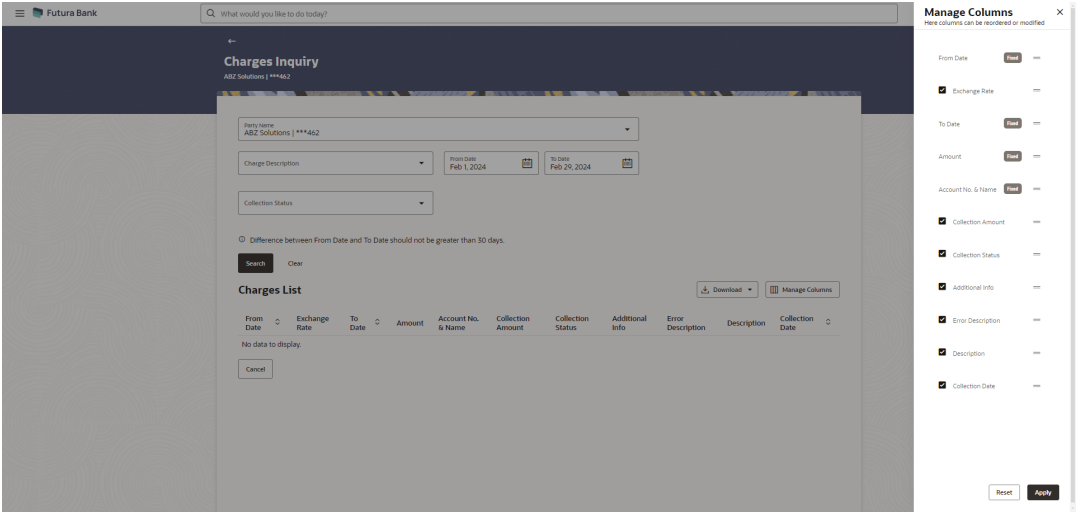 Futura Bank
What would you like to do today?
Charges Inquiry
ABZ Solutions | ***462
Party Name
ABZ Solutions | ***462
Charge Description
From Date
Feb 1, 2024
To Date
Feb 29, 2024
Collection Status
Difference between From Date and To Date should not be greater than 30 days.
Search
Clear
Charges List
Download
Manage Columns
From Date
Exchange Rate
To Date
Amount
Account No. & Name
Collection Amount
Collection Status
Additional Info
Error Description
Description
Collection Date
No data to display.
Cancel
Manage Columns
Here columns can be reordered or modified
From Date Fixed
Exchange Rate
To Date Fixed
Amount Fixed
Account No. & Name Fixed
Collection Amount
Collection Status
Additional Info
Error Description
Description
Collection Date
Reset
Apply